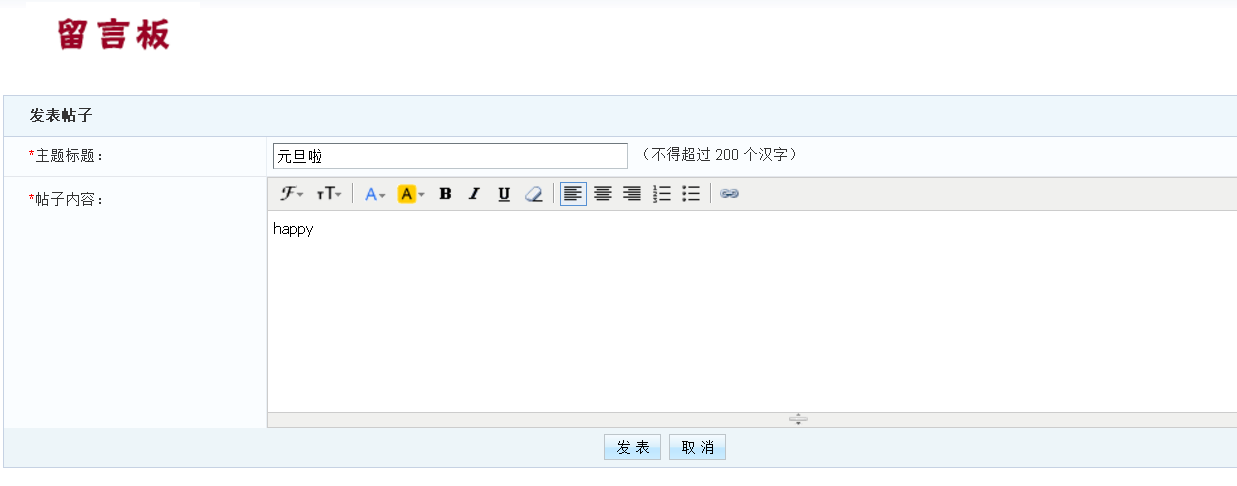 留言板
发表帖子
*主题标题： 元旦啦 （不得超过 200 个汉字）
*帖子内容：
happy
发 表 取 消